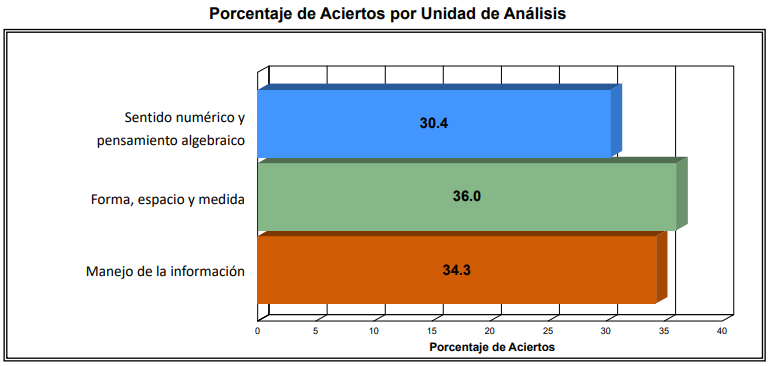 Porcentaje de Aciertos por Unidad de Análisis
Sentido numérico y
pensamiento algebraico
30.4
Forma, espacio y medida
36.0
Manejo de la información
34.3
0 5 10 15 20 25 30 35 40
Porcentaje de Aciertos